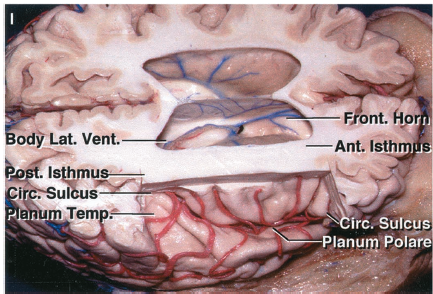 I
Front. Horn
Body Lat. Vent.
Ant. Isthmus
Post. Isthmus
Circ. Sulcus
Planum Temp.
Circ. Sulcus
Planum Polare